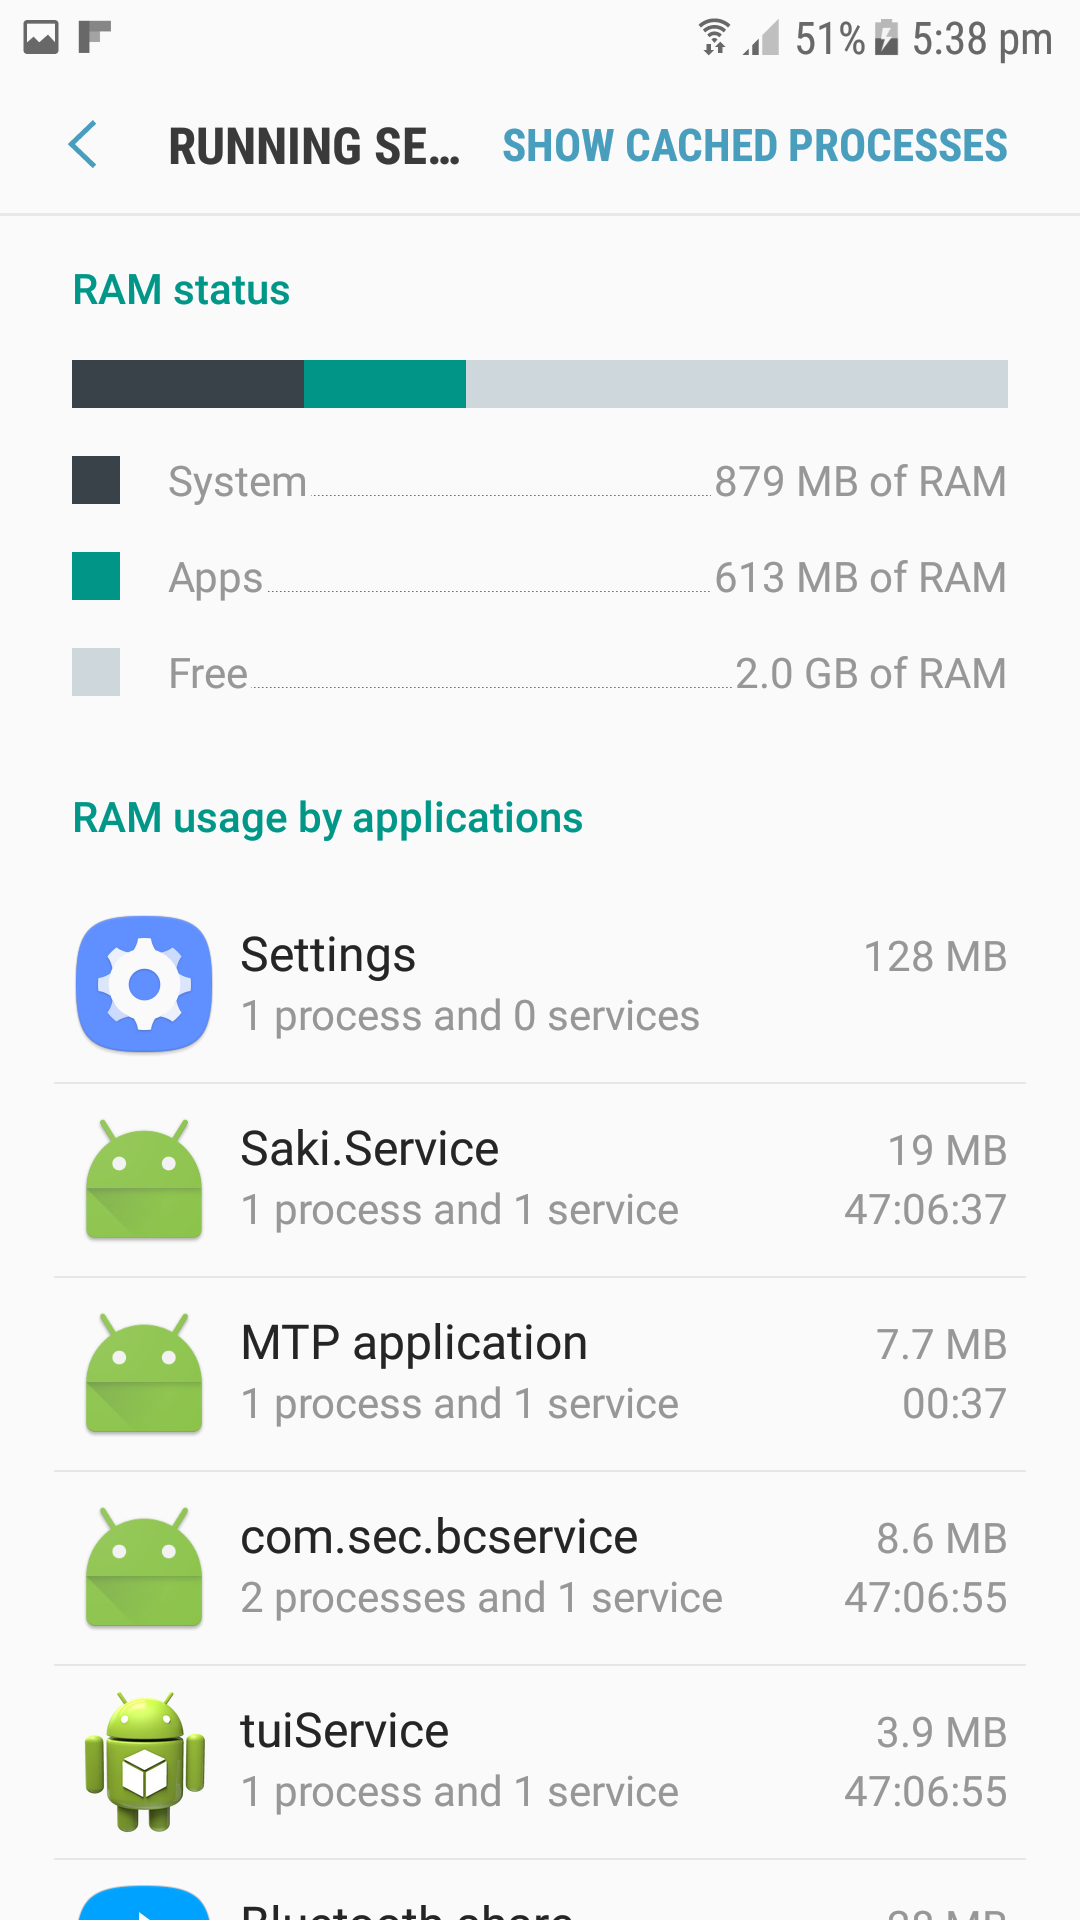 51% 5:38 pm
RUNNING SE... SHOW CACHED PROCESSES
RAM status
System 879 MB of RAM
Apps 613 MB of RAM
Free 2.0 GB of RAM
RAM usage by applications
Settings 128 MB
1 process and 0 services
Saki.Service 19 MB
1 process and 1 service 47:06:37
MTP application 7.7 MB
1 process and 1 service 00:37
com.sec.bcservice 8.6 MB
2 processes and 1 service 47:06:55
tuiService 3.9 MB
1 process and 1 service 47:06:55
Bluetooth share MB